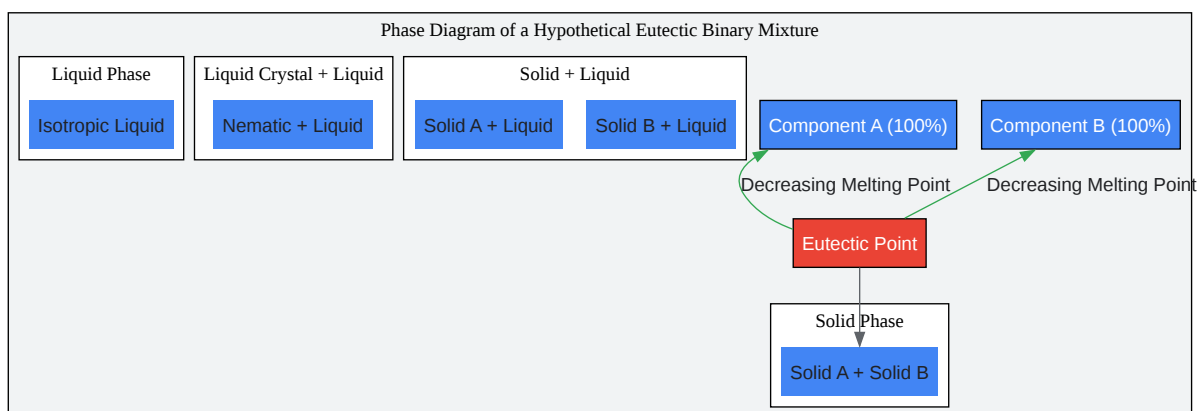 Phase Diagram of a Hypothetical Eutectic Binary Mixture
Liquid Phase
Isotropic Liquid
Liquid Crystal + Liquid
Nematic + Liquid
Solid + Liquid
Solid A + Liquid
Solid B + Liquid
Component A (100%)
Component B (100%)
Decreasing Melting Point
Decreasing Melting Point
Eutectic Point
Solid Phase
Solid A + Solid B